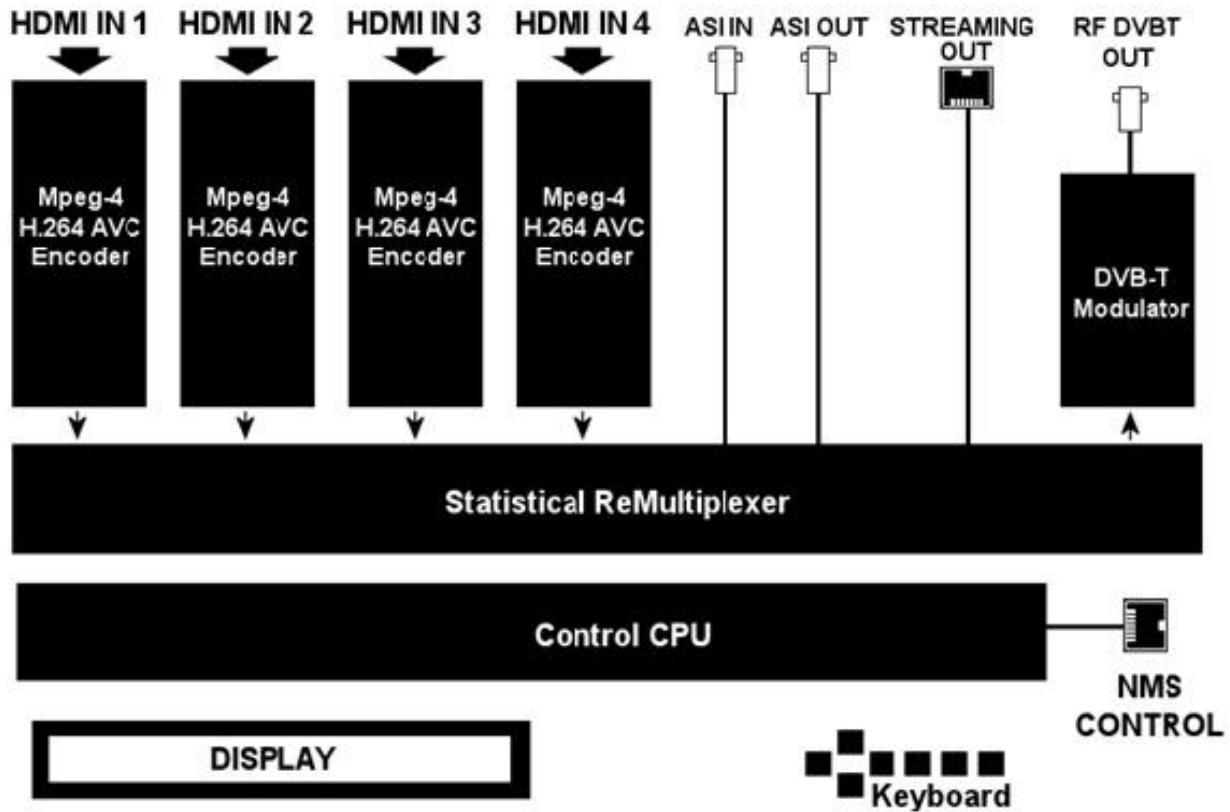 HDMI IN 1
HDMI IN 2
HDMI IN 3
HDMI IN 4
ASI IN
ASI OUT
STREAMING
OUT
RF DVBT
OUT
Mpeg-4
H.264 AVC
Encoder
Mpeg-4
H.264 AVC
Encoder
Mpeg-4
H.264 AVC
Encoder
Mpeg-4
H.264 AVC
Encoder
DVB-T
Modulator
Statistical ReMultiplexer
Control CPU
NMS
CONTROL
DISPLAY
Keyboard